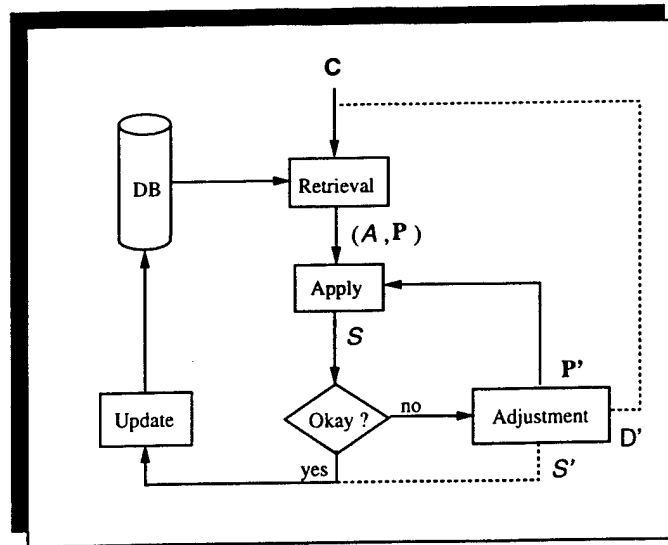 C
DB
Retrieval
(A, P)
Apply
S
P'
Update
Okay ?
no
Adjustment
D'
yes
S'